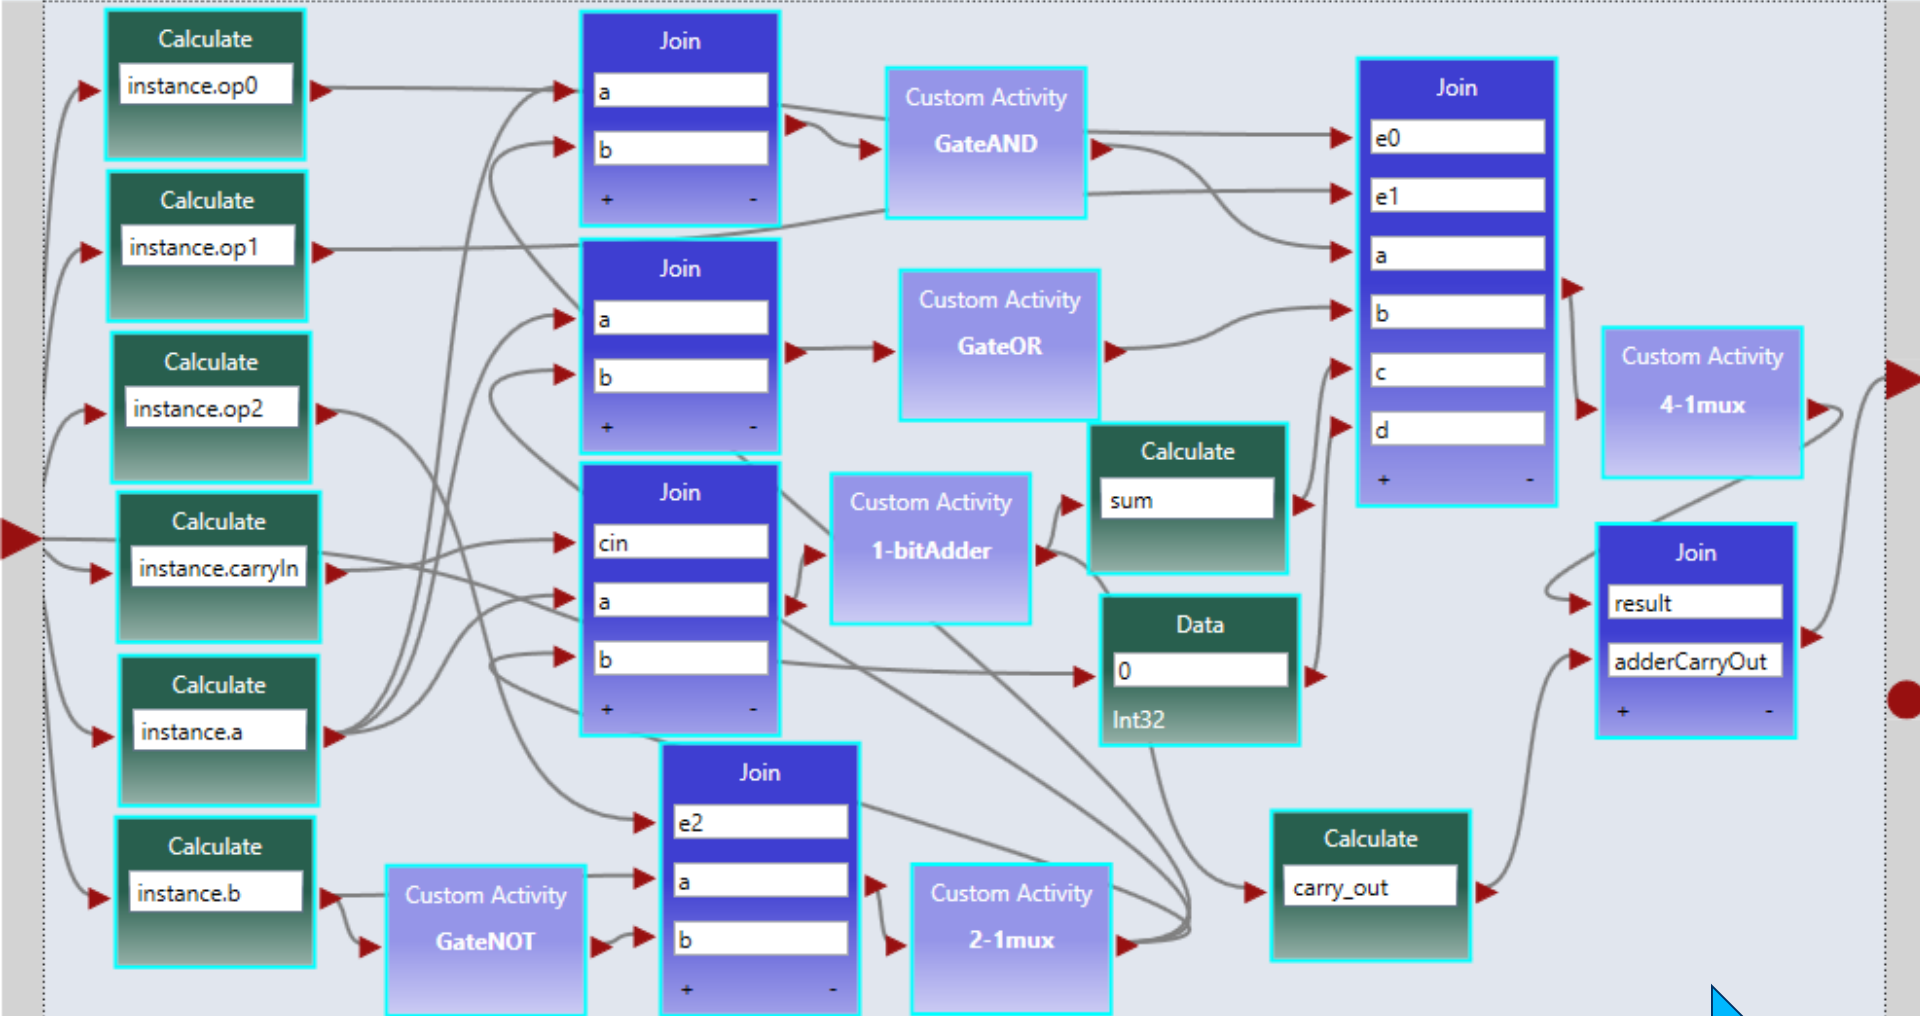 Calculate
instance.op0
Calculate
instance.op1
Calculate
instance.op2
Calculate
instance.carryIn
Calculate
instance.a
Calculate
instance.b
Custom Activity
GateNOT
Join
a
b
+ -
Join
a
b
+ -
Join
cin
a
b
+ -
Join
e2
a
b
+ -
Custom Activity
GateAND
Custom Activity
GateOR
Custom Activity
1-bitAdder
Custom Activity
2-1mux
Calculate
sum
Data
0
Int32
Calculate
carry_out
Join
e0
e1
a
b
c
d
+ -
Custom Activity
4-1mux
Join
result
adderCarryOut
+ -